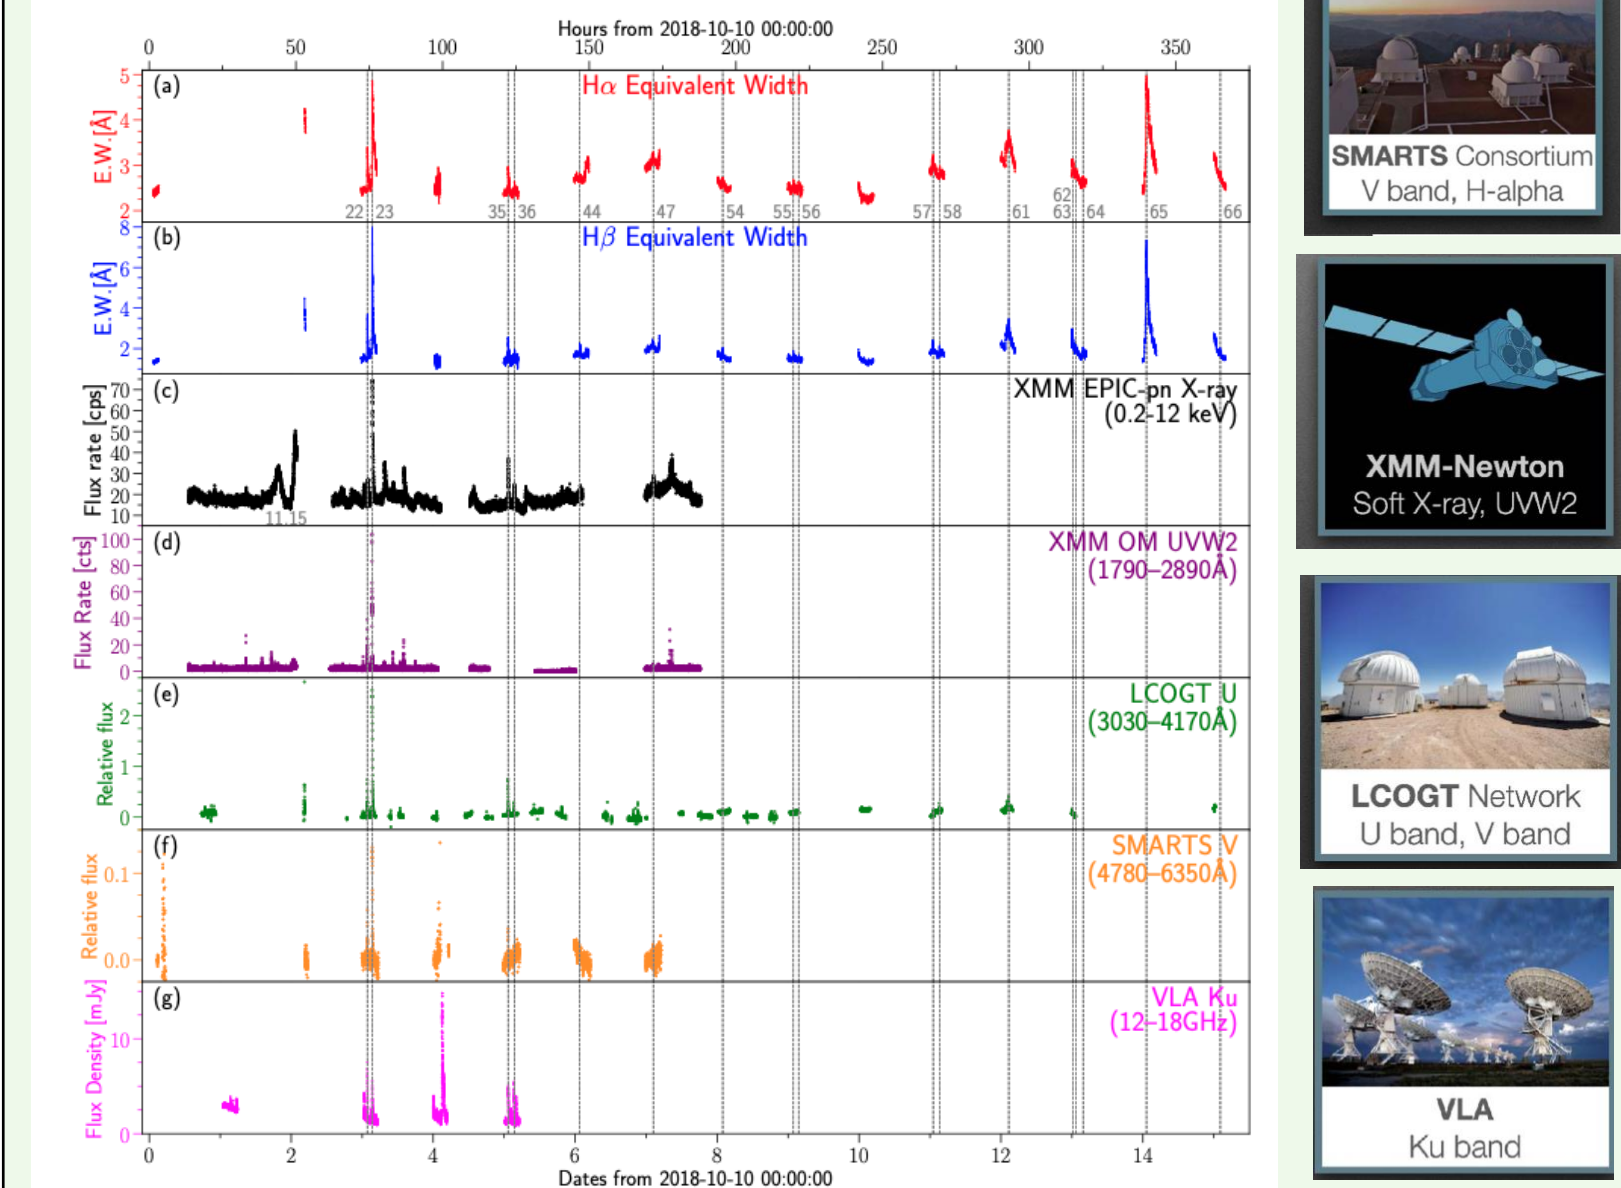 Hours from 2018-10-10 00:00:00
0 50 100 150 200 250 300 350
(a) Hα Equivalent Width
E.W.[Å]
5
4
3
2
22 23 35 36 44 47 54 55 56 57 58 61 62 63 64 65 66
(b) Hβ Equivalent Width
E.W.[Å]
8
6
4
2
(c) XMM EPIC-pn X-ray
(0.2-12 keV)
Flux rate [cps]
70
60
50
40
30
20
10
11.15
(d) XMM OM UVW2
(1790–2890Å)
Flux Rate [cts]
100
80
60
40
20
0
(e) LCOGT U
(3030–4170Å)
Relative flux
2
1
0
(f) SMARTS V
(4780–6350Å)
Relative flux
0.1
0.0
(g) VLA Ku
(12–18GHz)
Flux Density [mJy]
10
0
0 2 4 6 8 10 12 14
Dates from 2018-10-10 00:00:00
SMARTS Consortium
V band, H-alpha
XMM-Newton
Soft X-ray, UVW2
LCOGT Network
U band, V band
VLA
Ku band